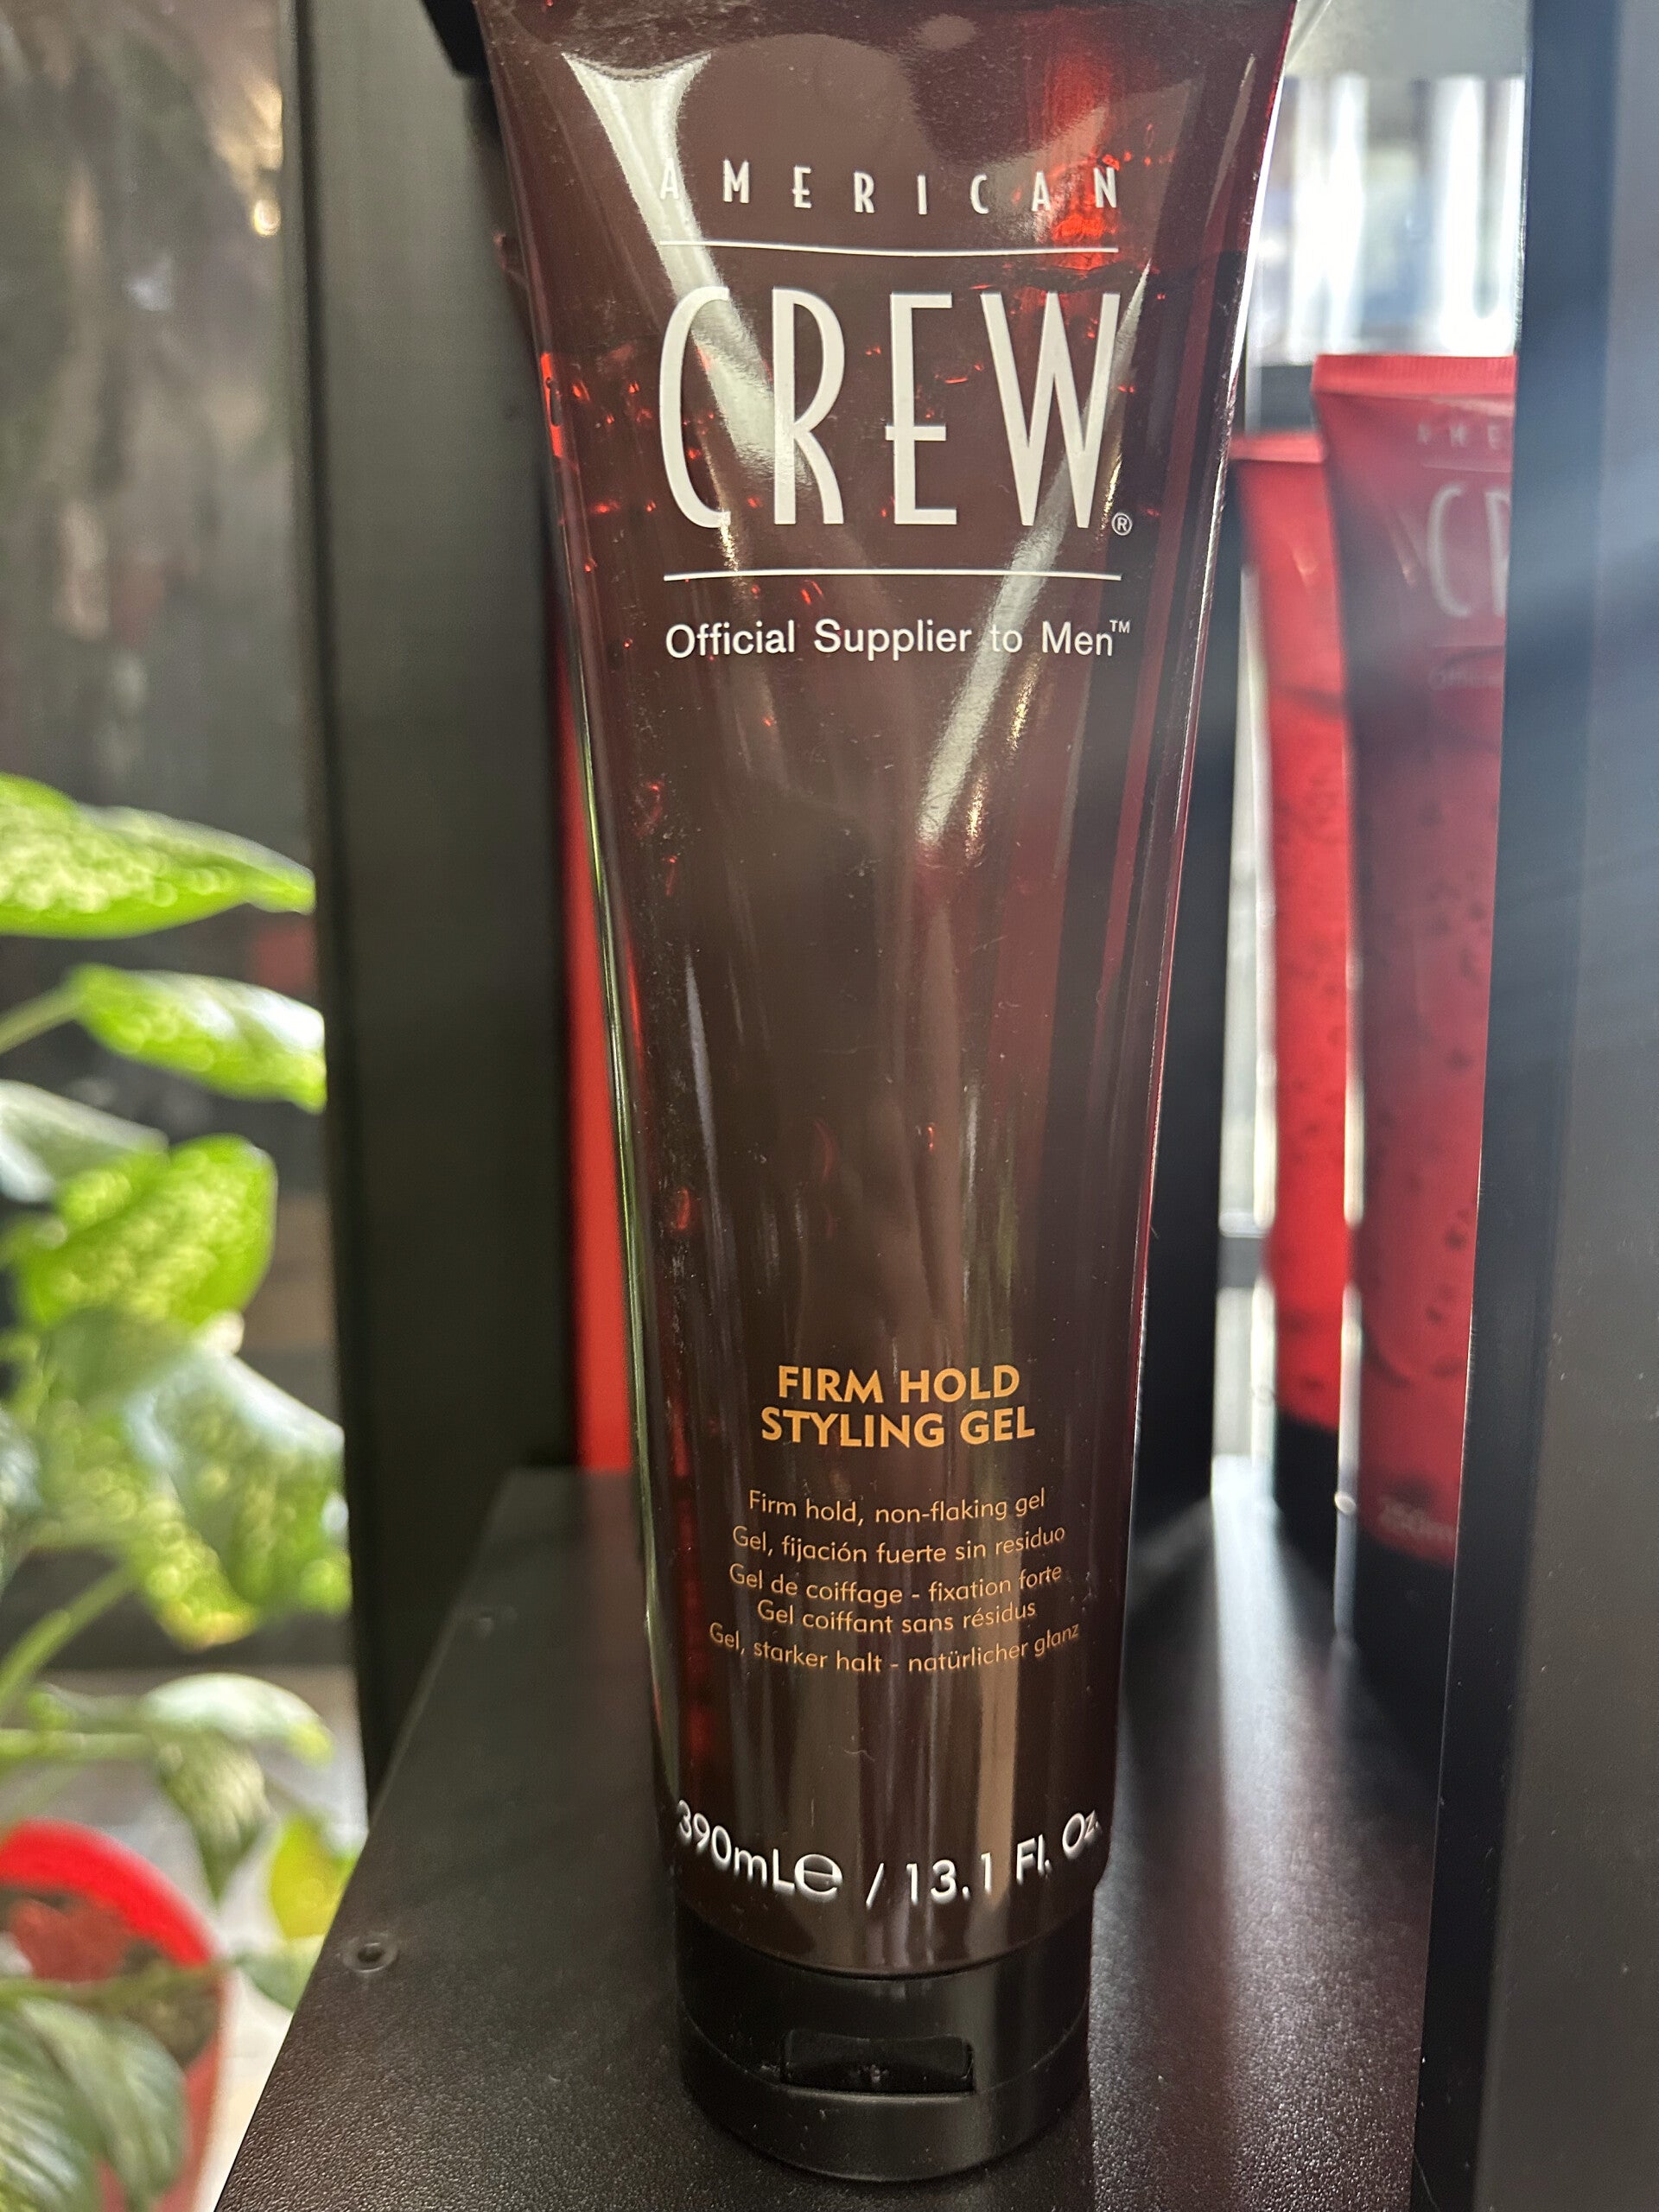 AMERICAN
CREW®
Official Supplier to Men™
FIRM HOLD
STYLING GEL
Firm hold, non-flaking gel
Gel, fijación fuerte sin residuo
Gel de coiffage - fixation forte
Gel coiffant sans résidus
Gel, starker halt - natürlicher glanz
390mL℮ / 13.1 Fl. Oz.